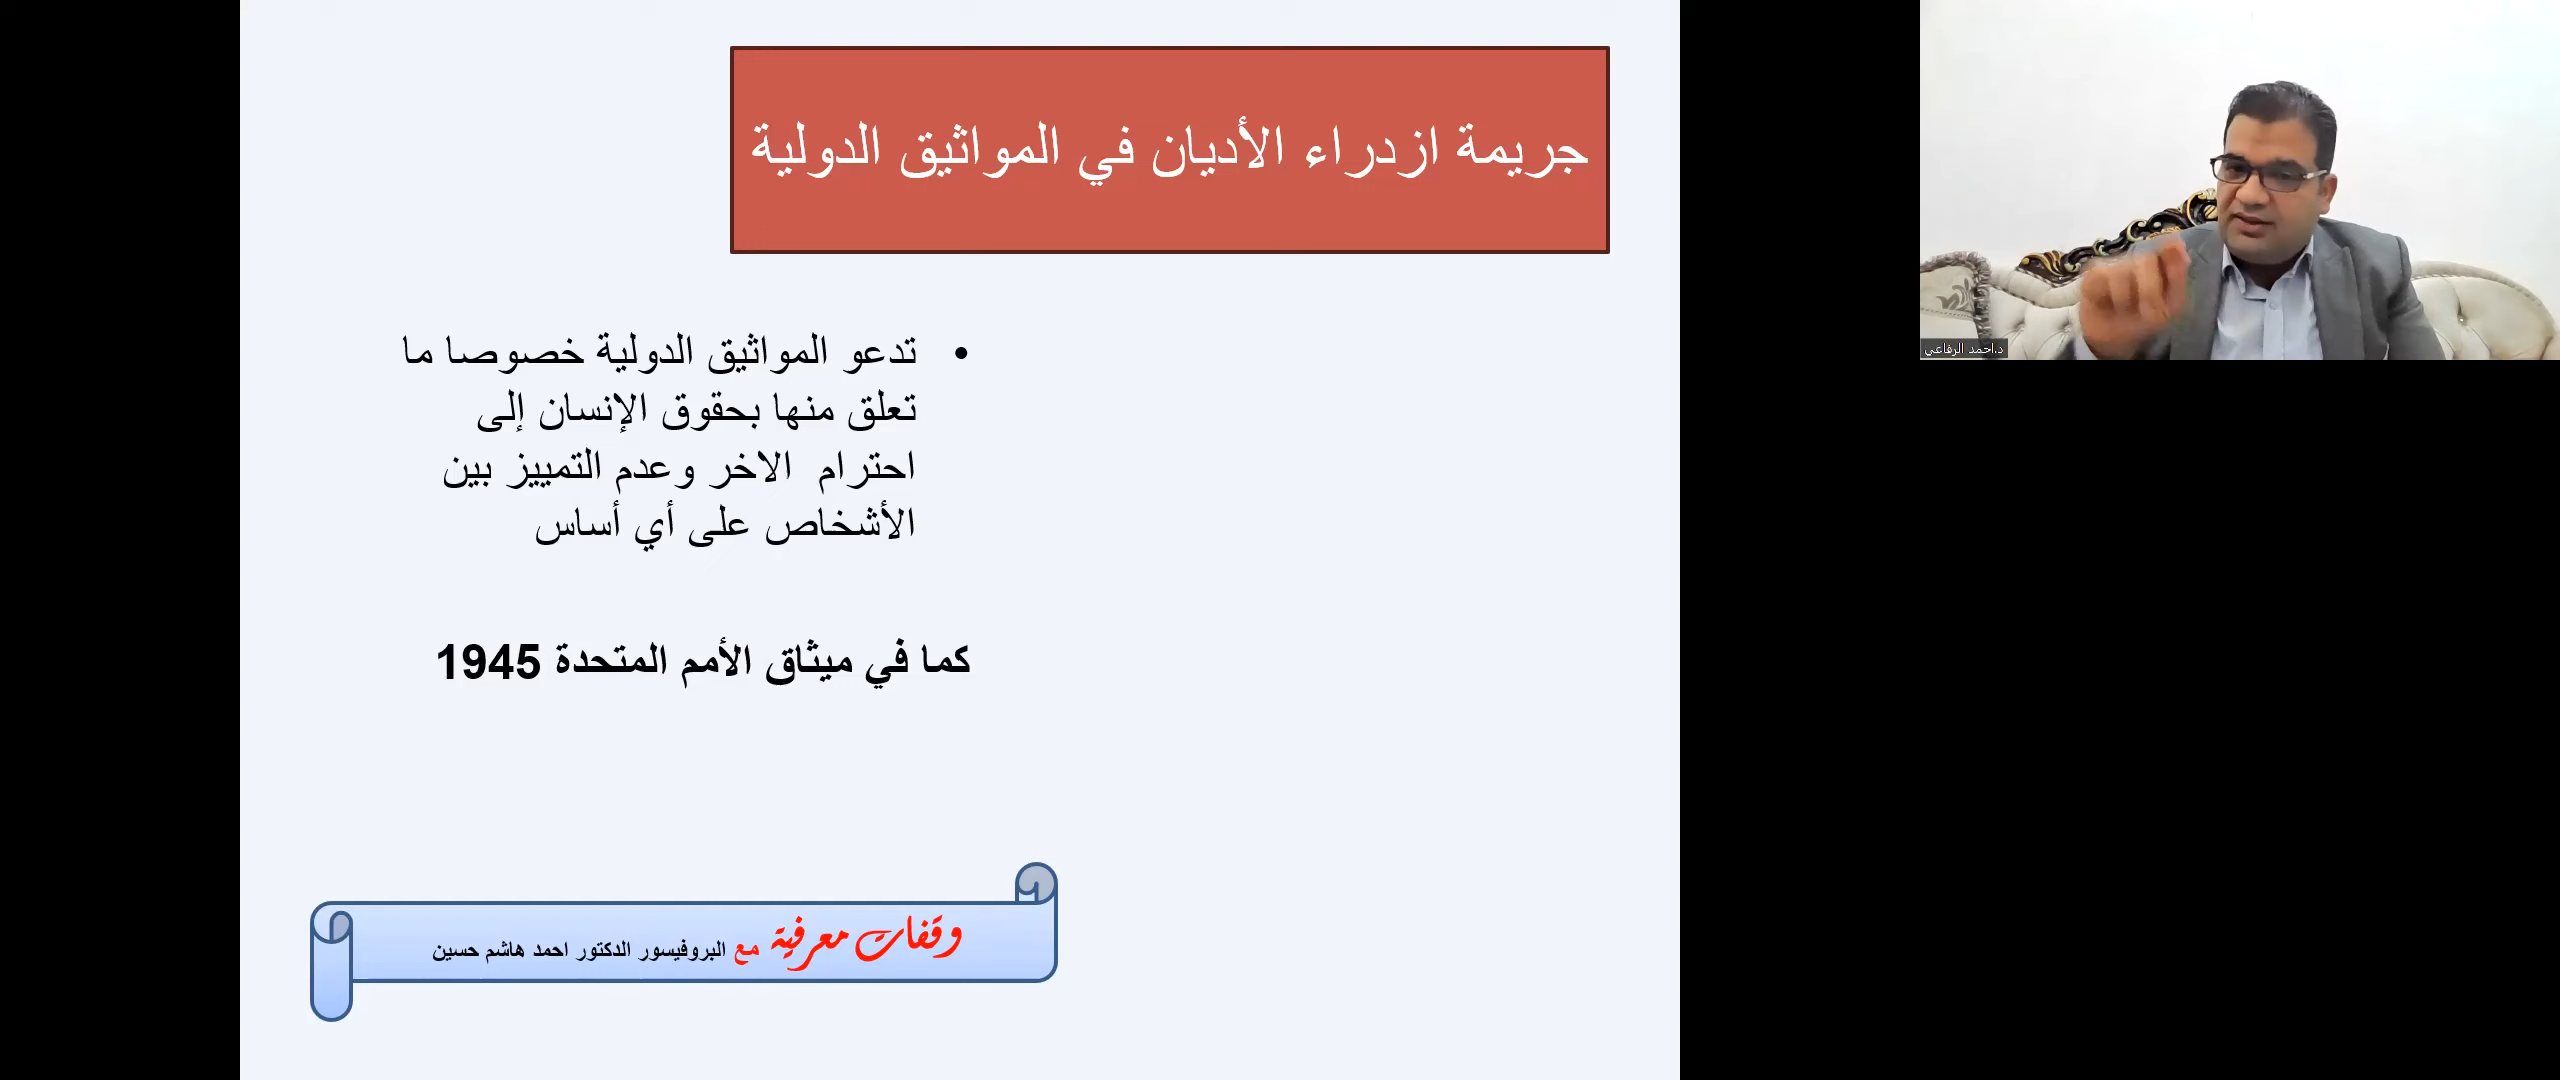 جريمة ازدراء الأديان في المواثيق الدولية
• تدعو المواثيق الدولية خصوصا ما
تعلق منها بحقوق الإنسان إلى
احترام الاخر وعدم التمييز بين
الأشخاص على أي أساس
كما في ميثاق الأمم المتحدة 1945
وقفات معرفية مع البروفيسور الدكتور احمد هاشم حسين
د.احمد الرفاعي